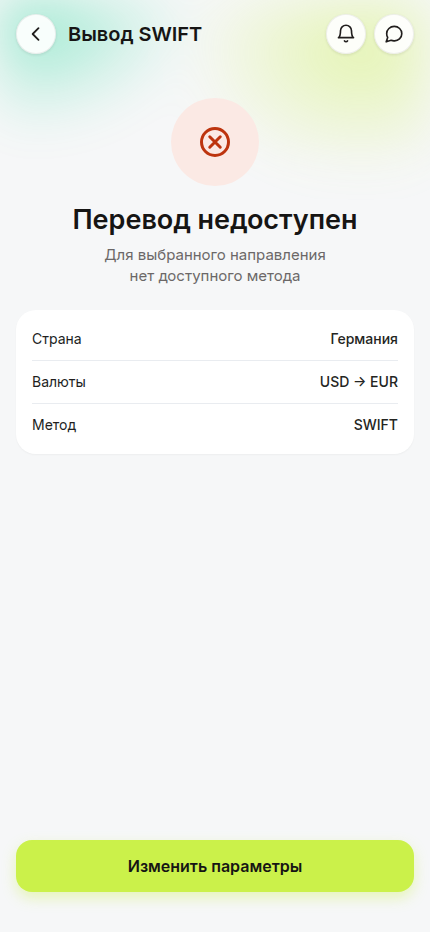 Вывод SWIFT
Перевод недоступен
Для выбранного направления
нет доступного метода
Страна Германия
Валюты USD → EUR
Метод SWIFT
Изменить параметры